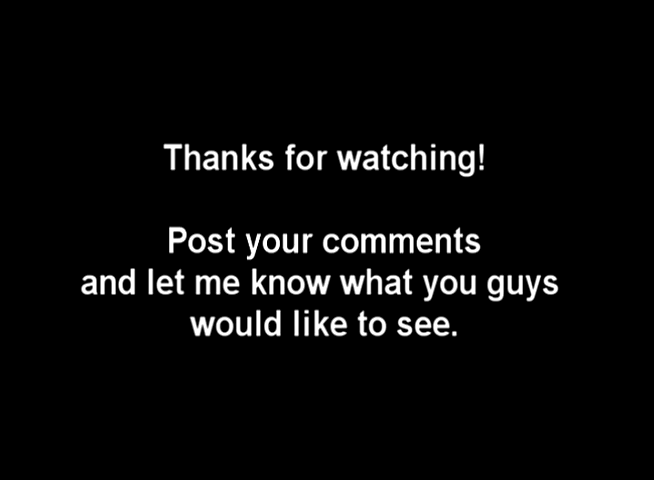 Thanks for watching!
Post your comments
and let me know what you guys
would like to see.